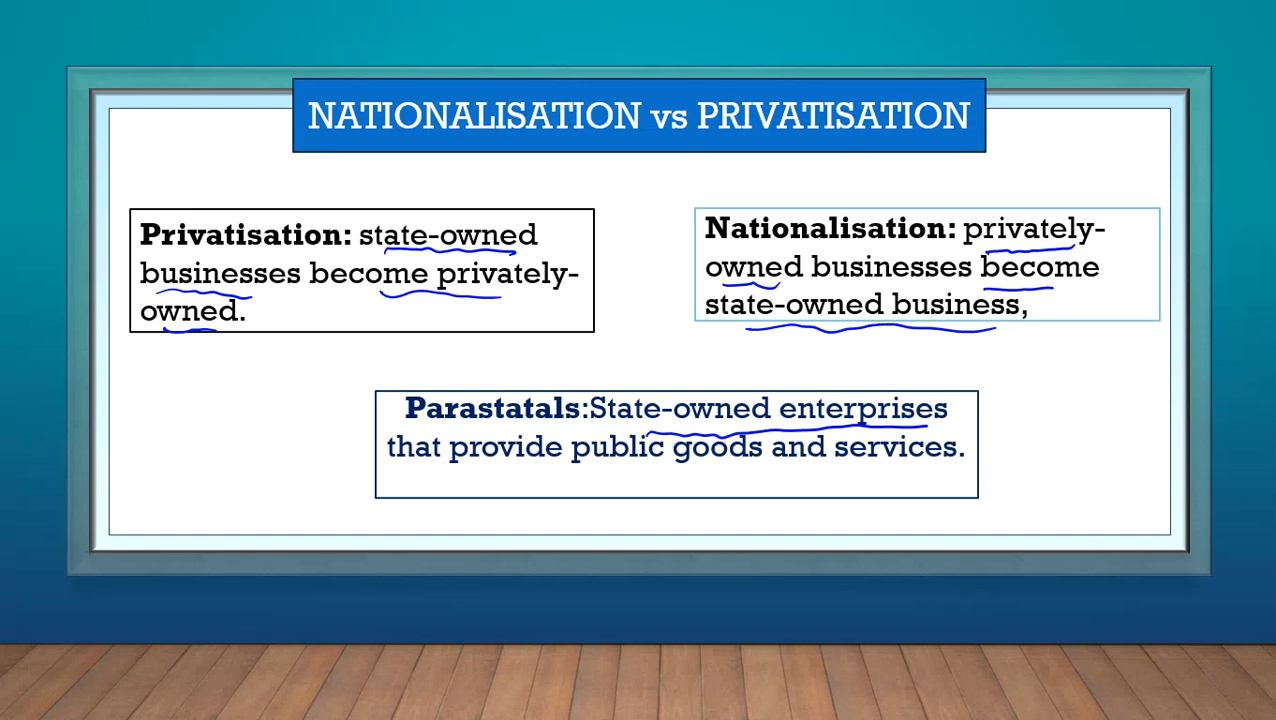 NATIONALISATION vs PRIVATISATION
Privatisation: state-owned
businesses become privately-
owned.
Nationalisation: privately-
owned businesses become
state-owned business,
Parastatals:State-owned enterprises
that provide public goods and services.